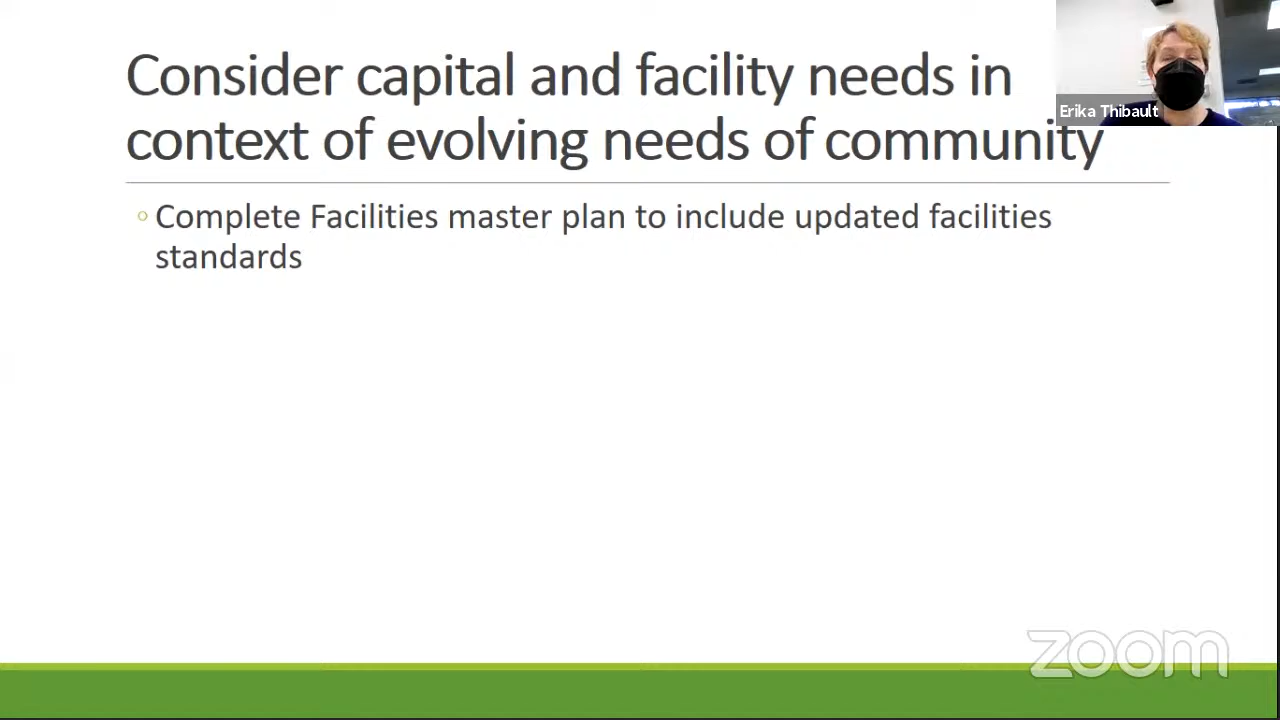 Consider capital and facility needs in
context of evolving needs of community
Erika Thibault
Complete Facilities master plan to include updated facilities
standards
zoom